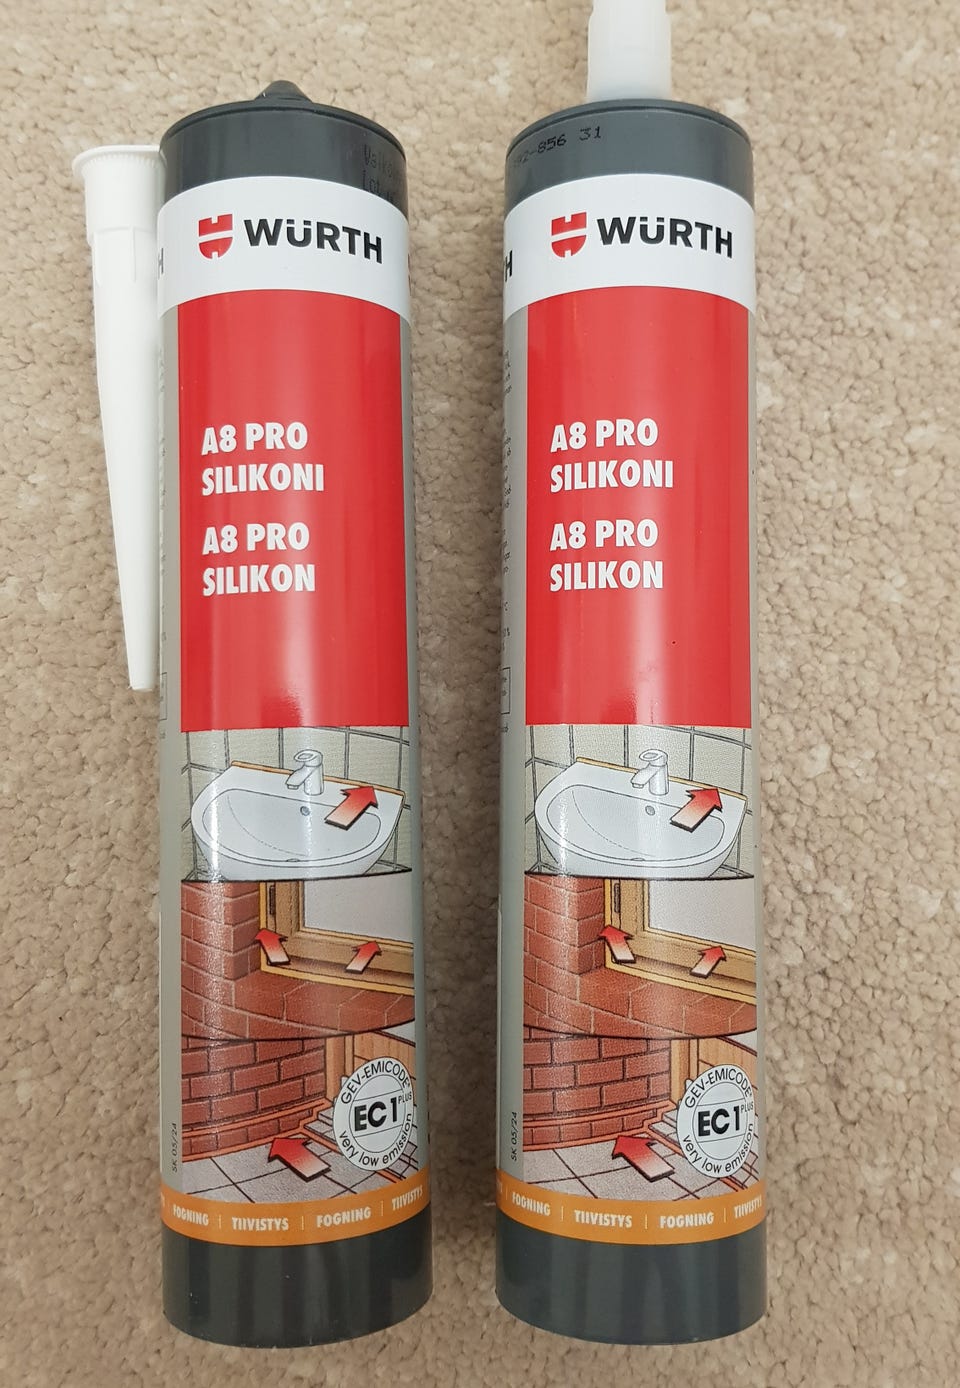 WÜRTH
A8 PRO
SILIKONI
A8 PRO
SILIKON
GEV-EMICODE
EC1 PLUS
very low emission
SK 05/24
FOGNING | TIIVISTYS | FOGNING | TIIVISTYS
856 31
WÜRTH
A8 PRO
SILIKONI
A8 PRO
SILIKON
GEV-EMICODE
EC1 PLUS
very low emission
SK 05/24
FOGNING | TIIVISTYS | FOGNING | TIIVISTYS